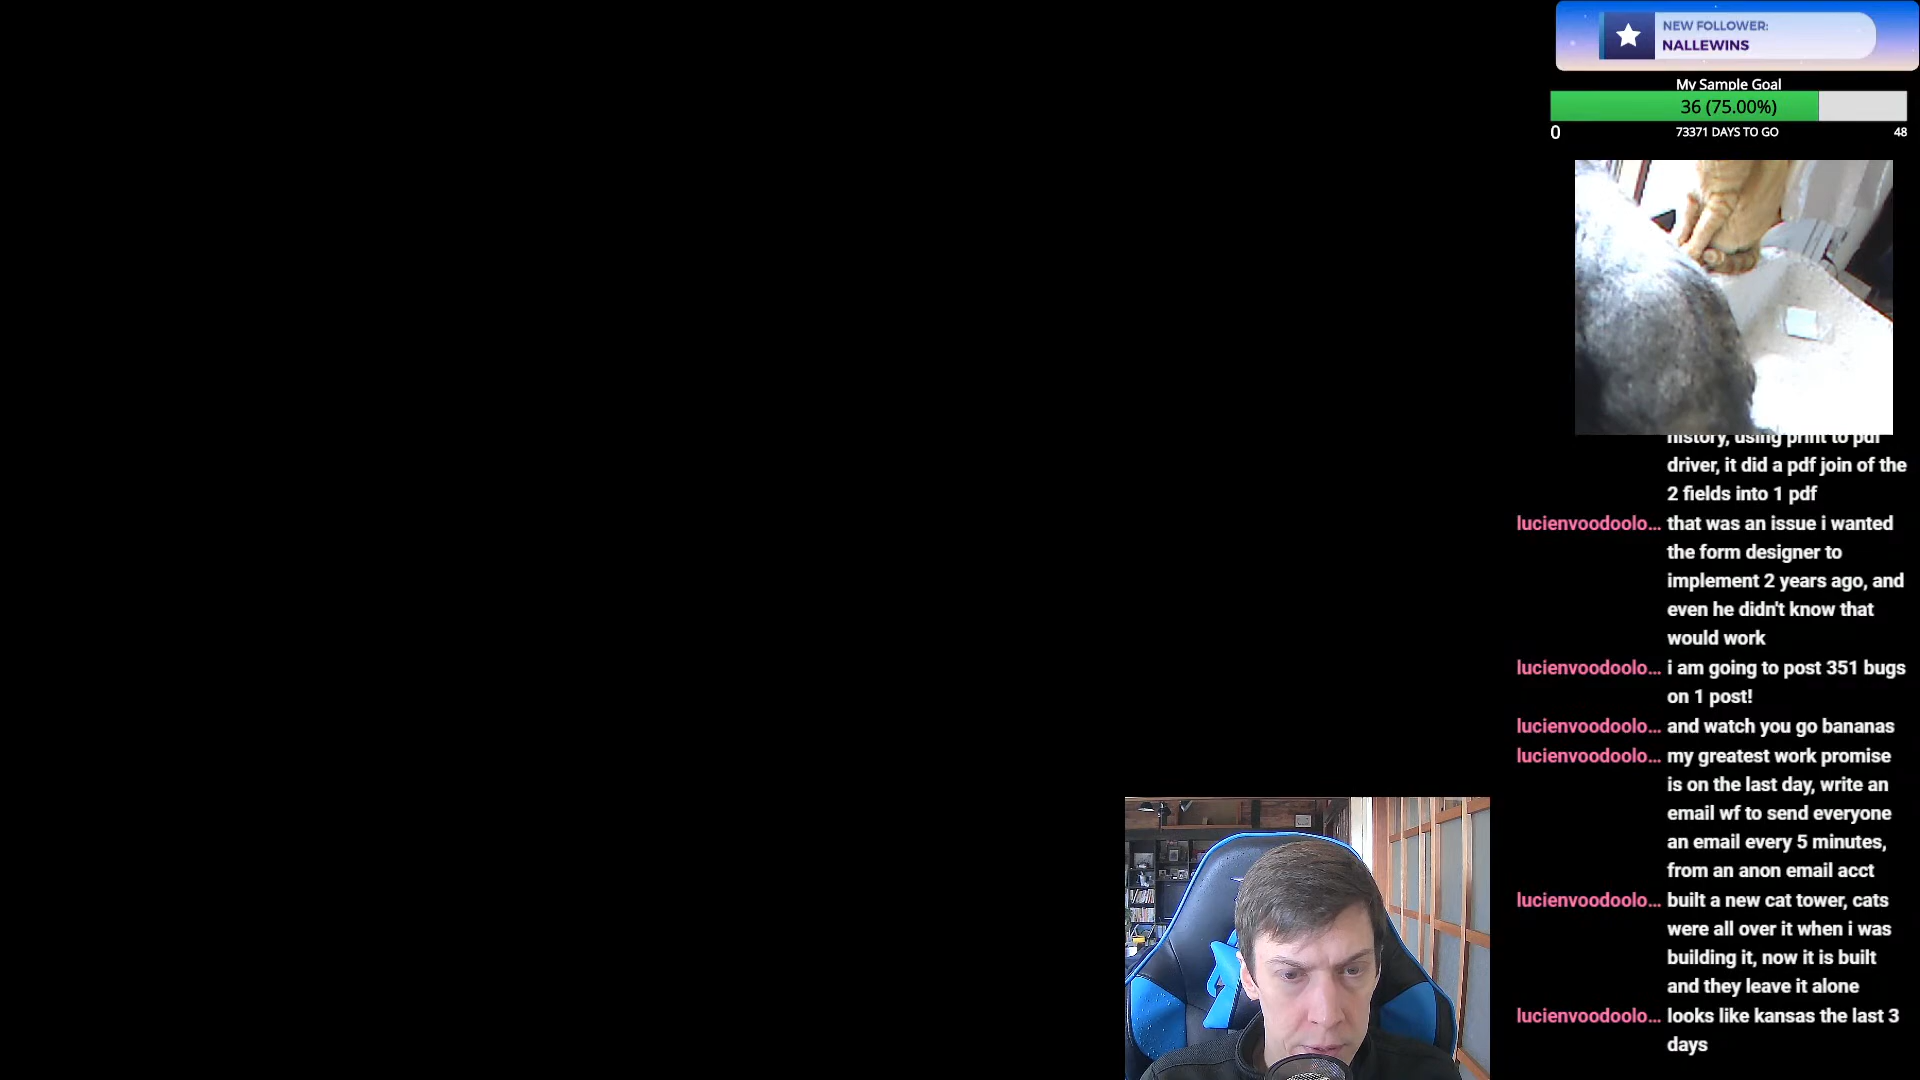 NEW FOLLOWER:
NALLEWINS
My Sample Goal
36 (75.00%)
0
73371 DAYS TO GO
48
history, using print to pdf
driver, it did a pdf join of the
2 fields into 1 pdf
lucienvoodoolo... that was an issue i wanted
the form designer to
implement 2 years ago, and
even he didn't know that
would work
lucienvoodoolo... i am going to post 351 bugs
on 1 post!
lucienvoodoolo... and watch you go bananas
lucienvoodoolo... my greatest work promise
is on the last day, write an
email wf to send everyone
an email every 5 minutes,
from an anon email acct
lucienvoodoolo... built a new cat tower, cats
were all over it when i was
building it, now it is built
and they leave it alone
lucienvoodoolo... looks like kansas the last 3
days